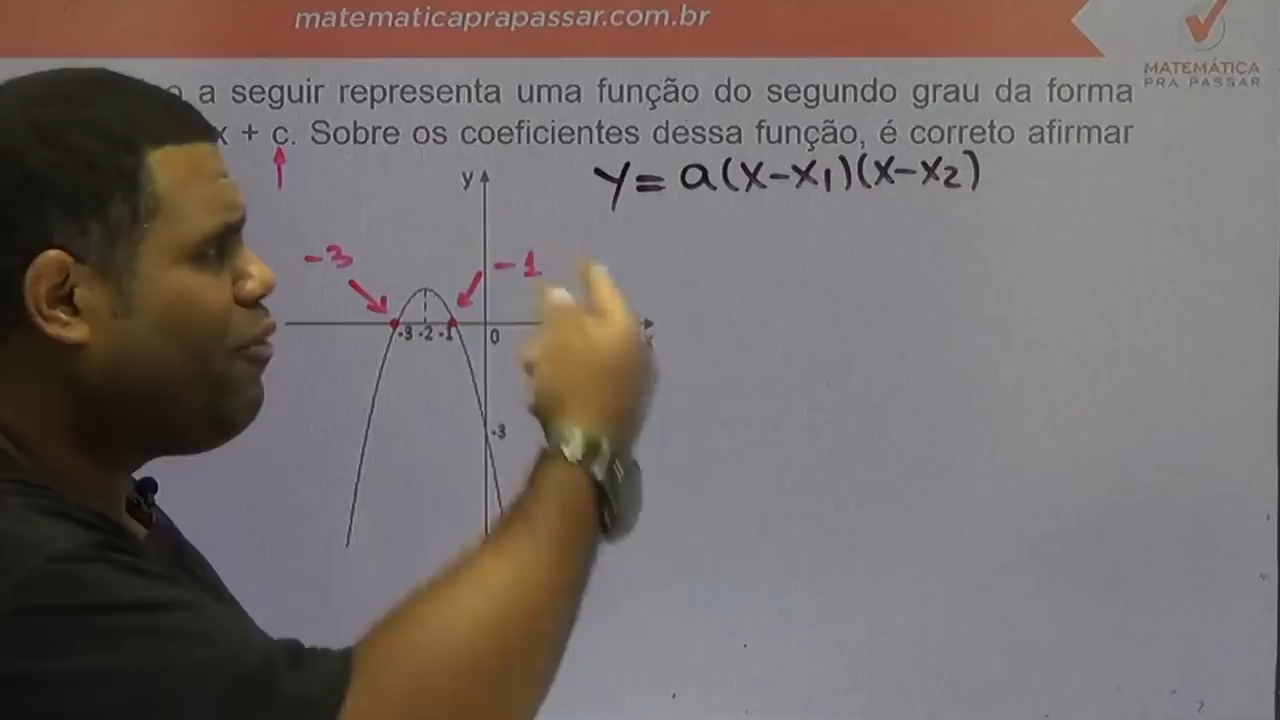 matematicaprapassar.com.br
MATEMÁTICA
PRA PASSAR
a seguir representa uma função do segundo grau da forma
x + c. Sobre os coeficientes dessa função, é correto afirmar
y = a(x-x1)(x-x2)
y
-3
-1
-3 -2 -1
0
-3